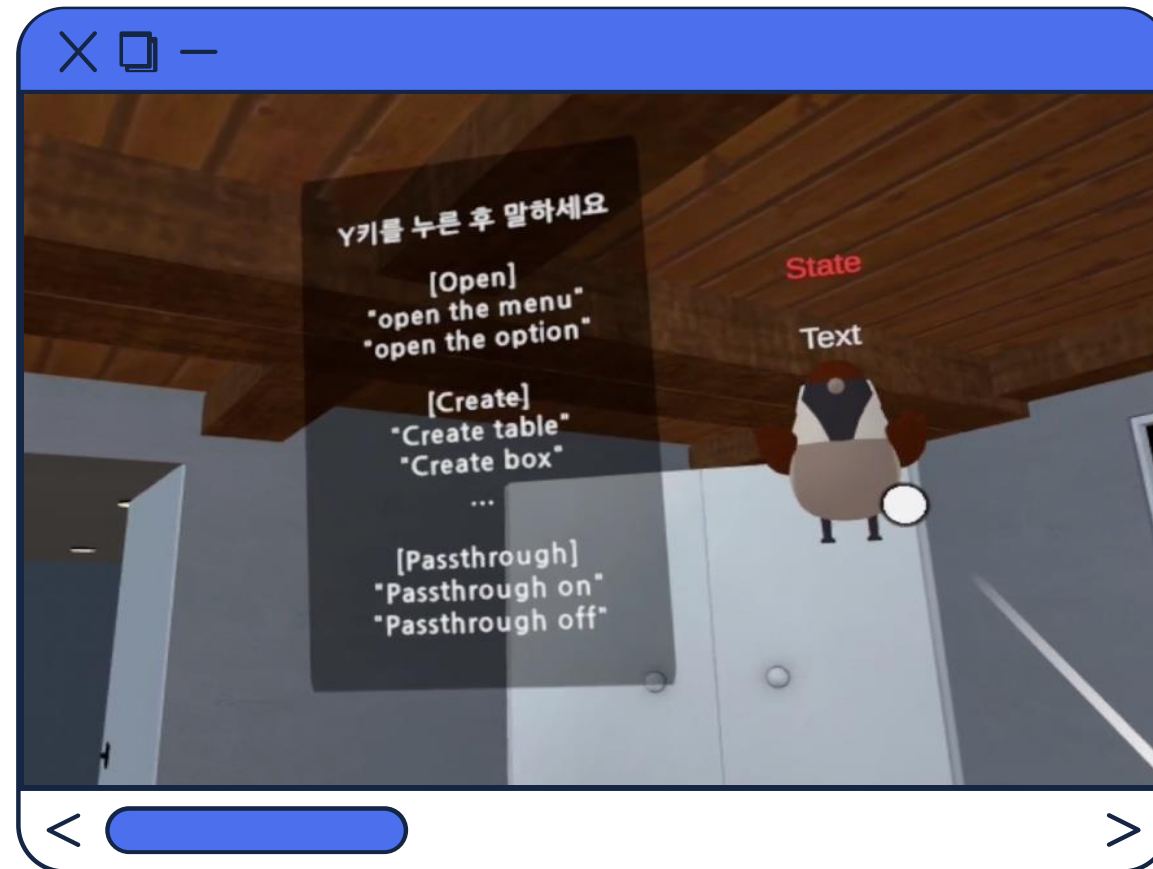 Y키를 누른 후 말하세요
[Open]
"open the menu"
"open the option"
[Create]
"Create table"
"Create box"
...
[Passthrough]
"Passthrough on"
"Passthrough off"
State
Text